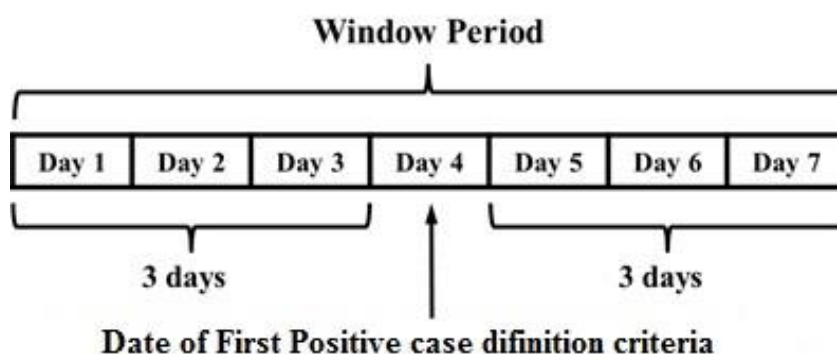 Window Period
Day 1 Day 2 Day 3 Day 4 Day 5 Day 6 Day 7
3 days 3 days
Date of First Positive case difinition criteria